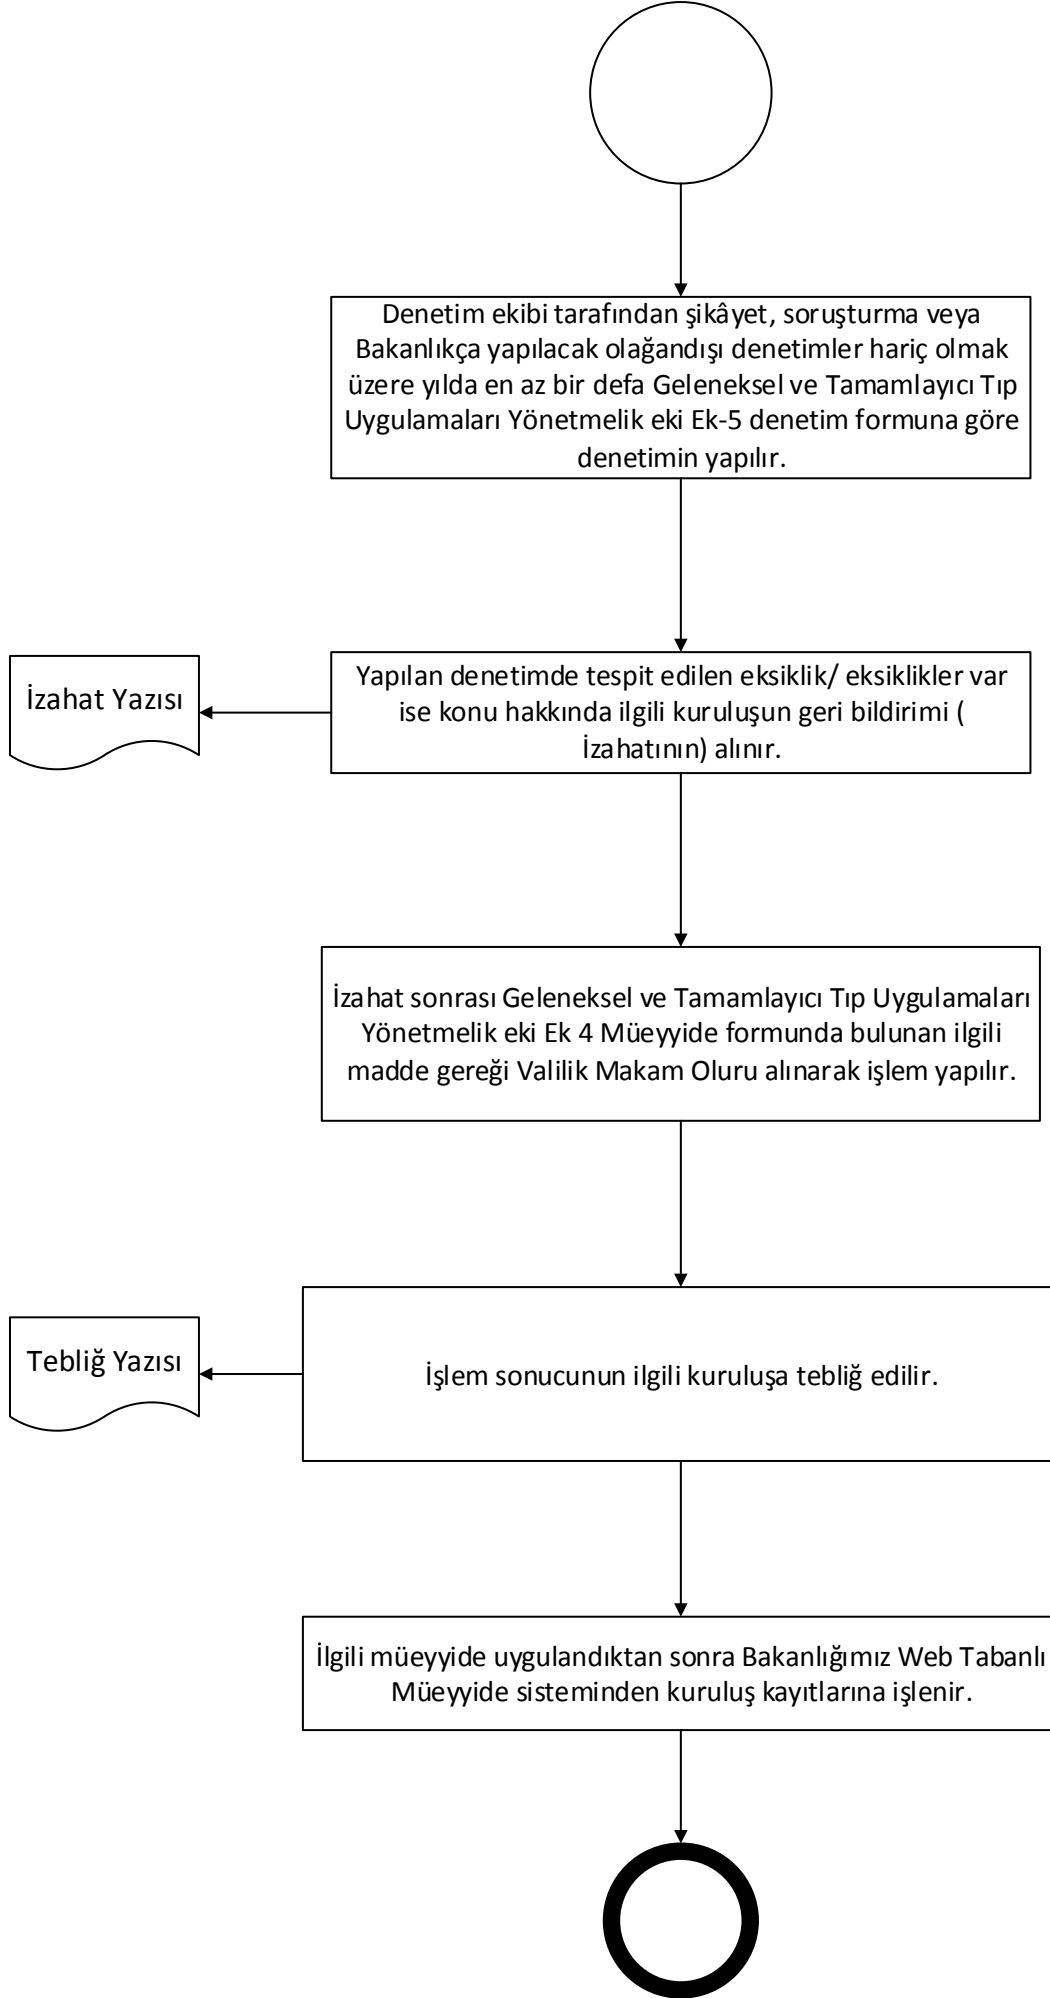 Denetim ekibi tarafından şikâyet, soruşturma veya
Bakanlıkça yapılacak olağandışı denetimler hariç olmak
üzere yılda en az bir defa Geleneksel ve Tamamlayıcı Tıp
Uygulamaları Yönetmelik eki Ek-5 denetim formuna göre
denetimin yapılır.
İzahat Yazısı
Yapılan denetimde tespit edilen eksiklik/ eksiklikler var
ise konu hakkında ilgili kuruluşun geri bildirimi (
İzahatının) alınır.
İzahat sonrası Geleneksel ve Tamamlayıcı Tıp Uygulamaları
Yönetmelik eki Ek 4 Müeyyide formunda bulunan ilgili
madde gereği Valilik Makam Oluru alınarak işlem yapılır.
Tebliğ Yazısı
İşlem sonucunun ilgili kuruluşa tebliğ edilir.
İlgili müeyyide uygulandıktan sonra Bakanlığımız Web Tabanlı
Müeyyide sisteminden kuruluş kayıtlarına işlenir.